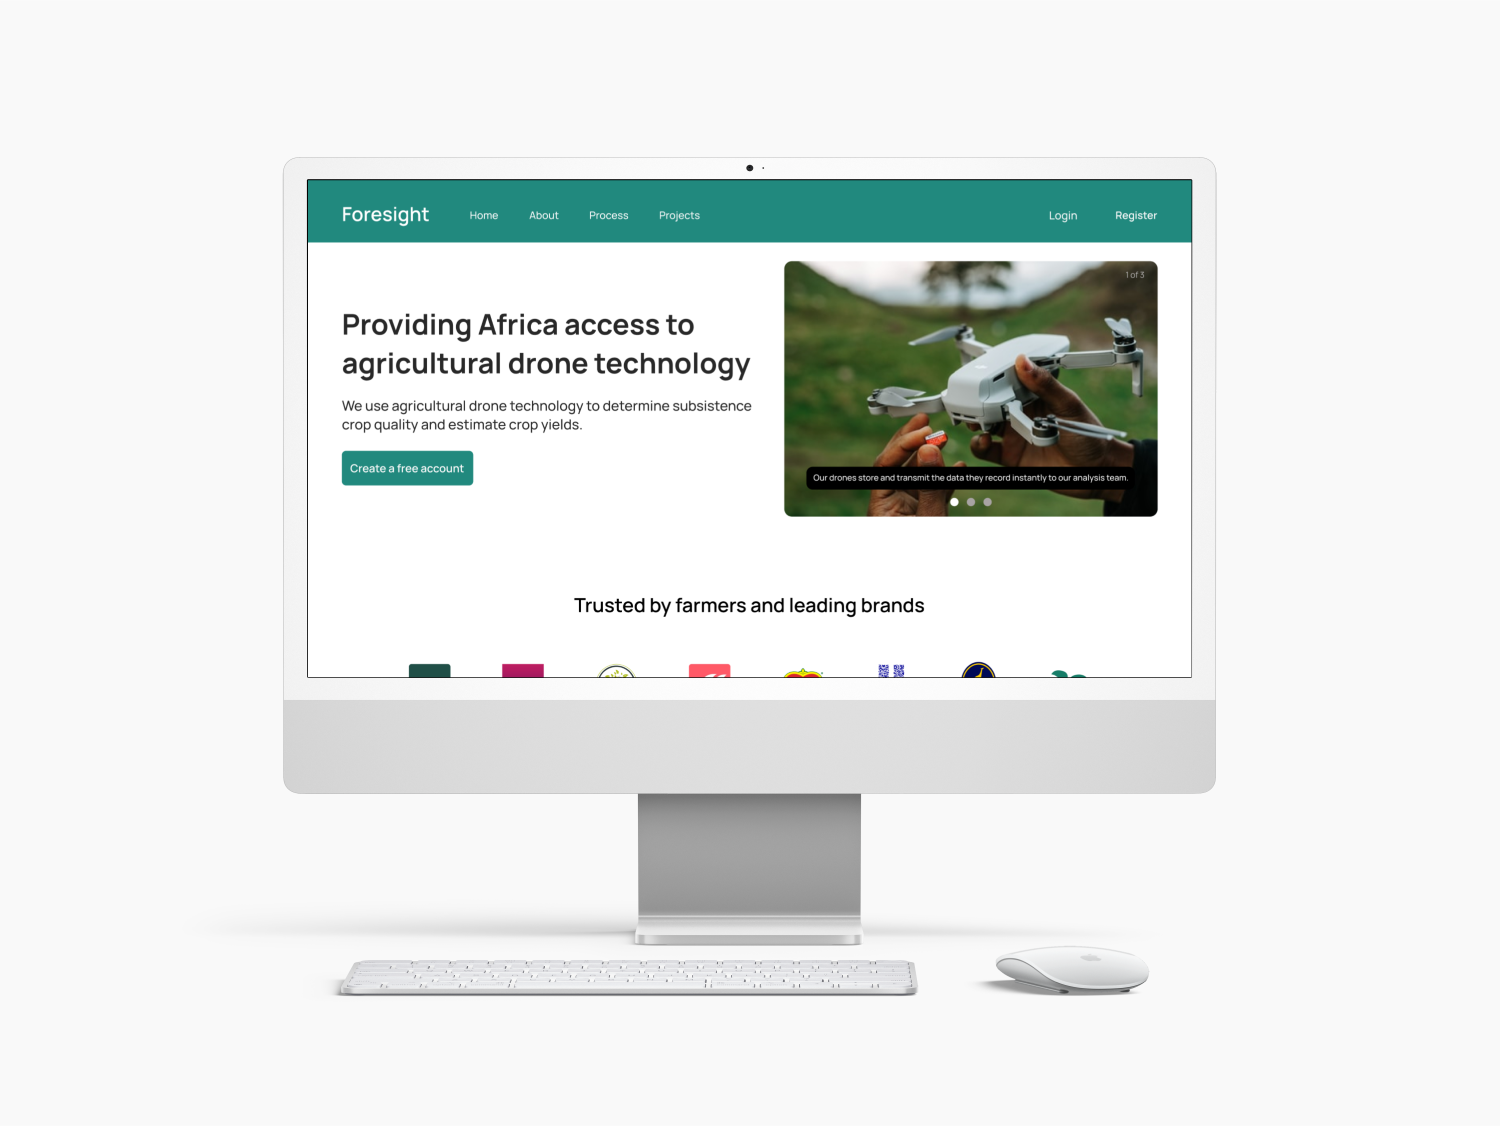 Foresight
Home
About
Process
Projects
Login
Register
Providing Africa access to
agricultural drone technology
We use agricultural drone technology to determine subsistence
crop quality and estimate crop yields.
Create a free account
1 of 3
Our drones store and transmit the data they record instantly to our analysis team.
Trusted by farmers and leading brands